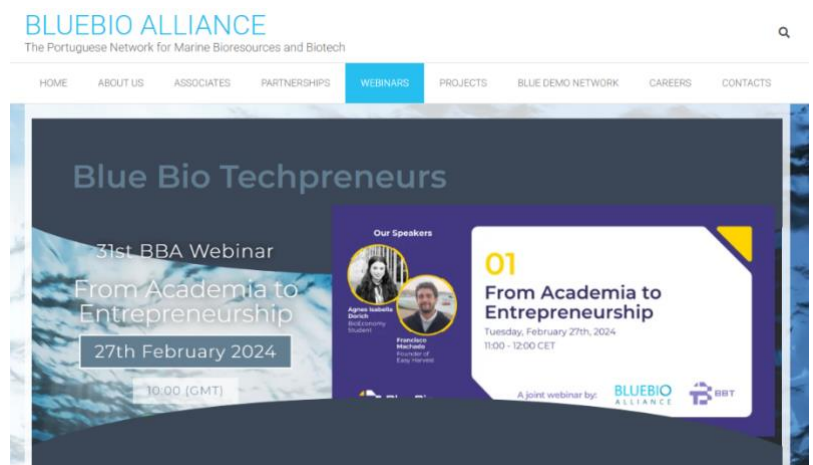 BLUEBIO ALLIANCE
The Portuguese Network for Marine Bioresources and Biotech
HOME ABOUT US ASSOCIATES PARTNERSHIPS WEBINARS PROJECTS BLUE DEMO NETWORK CAREERS CONTACTS
Blue Bio Techpreneurs
31st BBA Webinar
From Academia to
Entrepreneurship
27th February 2024
10:00 (GMT)
Our Speakers
Agnes Isabelle
Dorich
BioEconomy
Student
Francisco
Machado
Founder of
Easy Harvest
01
From Academia to
Entrepreneurship
Tuesday, February 27th, 2024
11:00 - 12:00 CET
A joint webinar by:
BLUEBIO
ALLIANCE
BBT